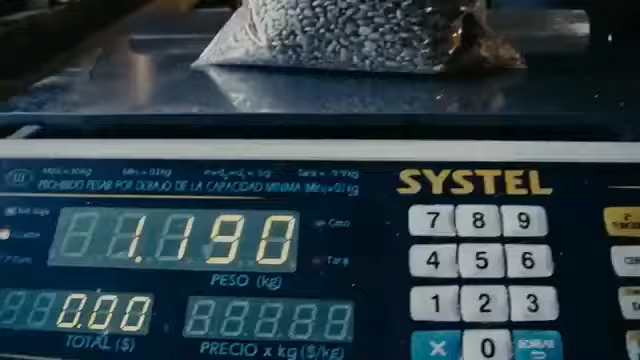 PROHIBIDO PESAR POR DEBAJO DE LA CAPACIDAD MINIMA
SYSTEL
1.190
PESO (kg)
Tara
0.00
TOTAL ($)
PRECIO x kg ($/kg)
7 8 9
4 5 6
1 2 3
X 0